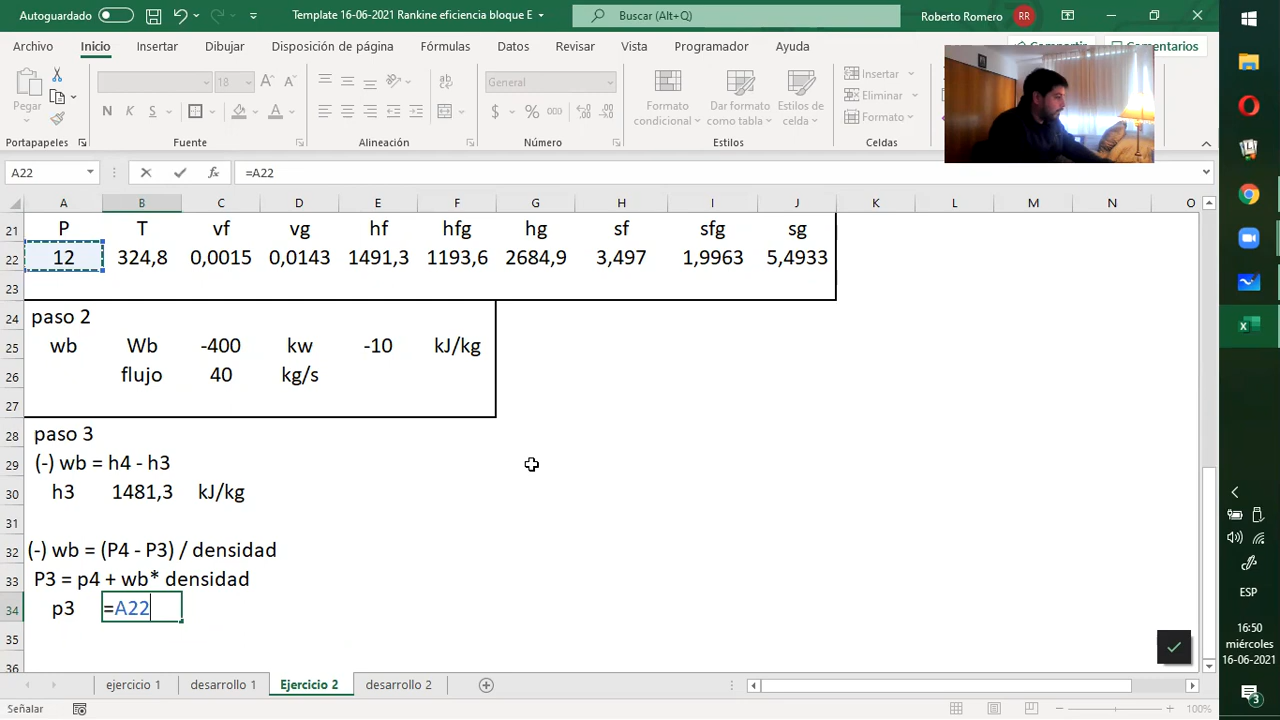 Autoguardado
Template 16-06-2021 Rankine eficiencia bloque E
Buscar (Alt+Q)
Roberto Romero
RR
Archivo Inicio Insertar Dibujar Disposición de página Fórmulas Datos Revisar Vista Programador Ayuda
Compartir
Comentarios
Pegar
18
A A
General
N K S
Formato condicional
Dar formato como tabla
Estilos de celda
Insertar
Eliminar
Formato
Portapapeles Fuente Alineación Número Estilos Celdas
A22 fx =A22
A B C D E F G H I J K L M N O
21 P T vf vg hf hfg hg sf sfg sg
22 12 324,8 0,0015 0,0143 1491,3 1193,6 2684,9 3,497 1,9963 5,4933
23
24 paso 2
25 wb Wb -400 kw -10 kJ/kg
26 flujo 40 kg/s
27
28 paso 3
29 (-) wb = h4 - h3
30 h3 1481,3 kJ/kg
31
32 (-) wb = (P4 - P3) / densidad
33 P3 = p4 + wb* densidad
34 p3 =A22
35
36
ejercicio 1 desarrollo 1 Ejercicio 2 desarrollo 2
Señalar
100%
ESP
16:50
miércoles
16-06-2021
3